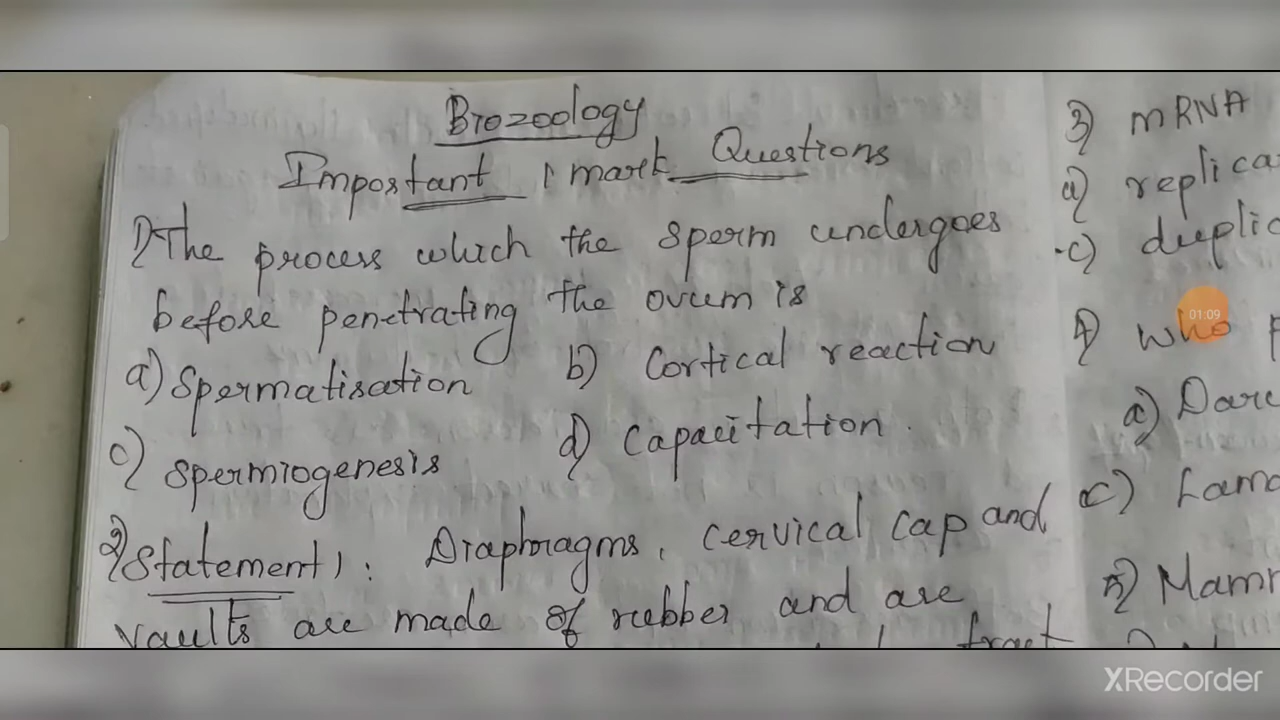 Biozoology
Important 1 mark Questions
1) The process which the sperm undergoes
before penetrating the ovum is
a) Spermatisation b) Cortical reaction
c) Spermiogenesis d) Capacitation.
2) Statement 1: Diaphragms, cervical cap and
vaults are made of rubber and are
tract
3) mRNA
a) replica
c) duplic
4) Who
01:09
a) Dar
c) Lama
5) Mamm
XRecorder